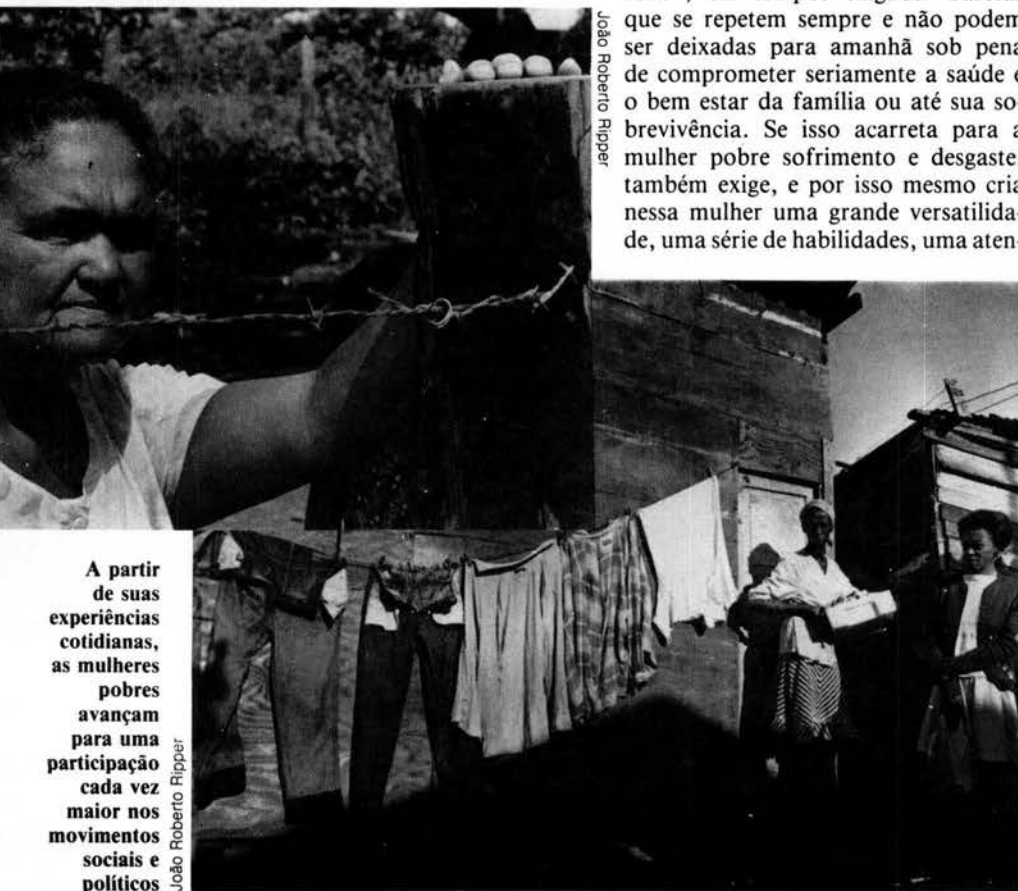 que se repetem sempre e não podem
ser deixadas para amanhã sob pena
de comprometer seriamente a saúde e
o bem estar da família ou até sua so-
brevivência. Se isso acarreta para a
mulher pobre sofrimento e desgaste
também exige, e por isso mesmo cria
nessa mulher uma grande versatilida-
de, uma série de habilidades, uma aten-
João Roberto Ripper
A partir
de suas
experiências
cotidianas,
as mulheres
pobres
avançam
para uma
participação
cada vez
maior nos
movimentos
sociais e
políticos
João Roberto Ripper